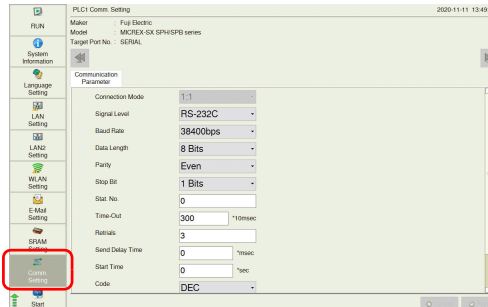 PLC1 Comm. Setting
2020-11-11 13:49
RUN
Maker : Fuji Electric
Model : MICREX-SX SPH/SPB series
Target Port No. : SERIAL
System
Information
Language
Setting
LAN
Setting
LAN2
Setting
WLAN
Setting
E-Mail
Setting
SRAM
Setting
Comm.
Setting
Start
Communication
Parameter
Connection Mode 1:1
Signal Level RS-232C
Baud Rate 38400bps
Data Length 8 Bits
Parity Even
Stop Bit 1 Bits
Stat. No. 0
Time-Out 300 *10msec
Retrials 3
Send Delay Time 0 *msec
Start Time 0 *sec
Code DEC